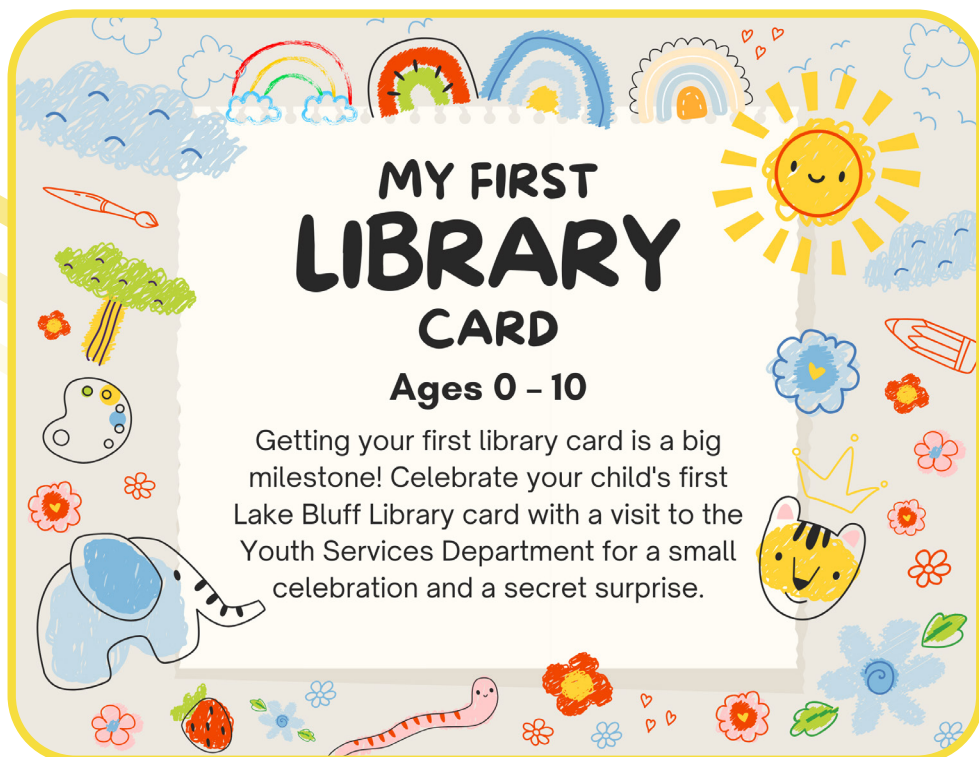 MY FIRST
LIBRARY
CARD
Ages 0 – 10
Getting your first library card is a big
milestone! Celebrate your child's first
Lake Bluff Library card with a visit to the
Youth Services Department for a small
celebration and a secret surprise.